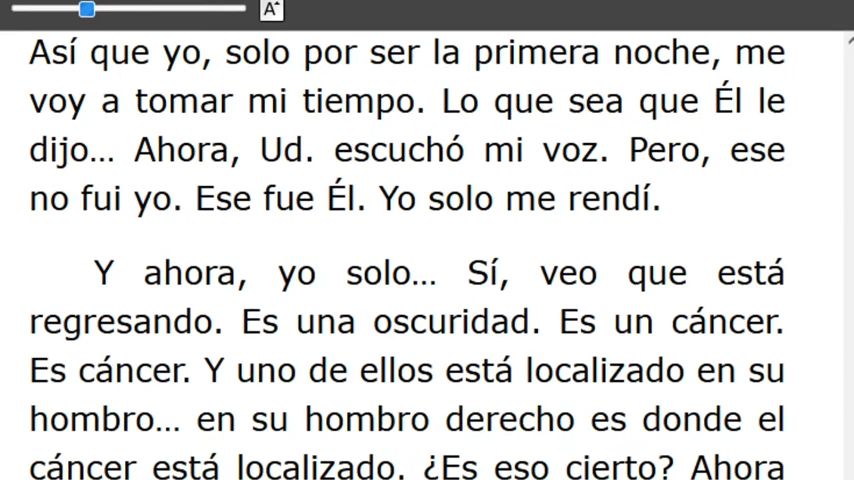 A
Así que yo, solo por ser la primera noche, me
voy a tomar mi tiempo. Lo que sea que Él le
dijo… Ahora, Ud. escuchó mi voz. Pero, ese
no fui yo. Ese fue Él. Yo solo me rendí.
Y ahora, yo solo… Sí, veo que está
regresando. Es una oscuridad. Es un cáncer.
Es cáncer. Y uno de ellos está localizado en su
hombro… en su hombro derecho es donde el
cáncer está localizado. ¿Es eso cierto? Ahora